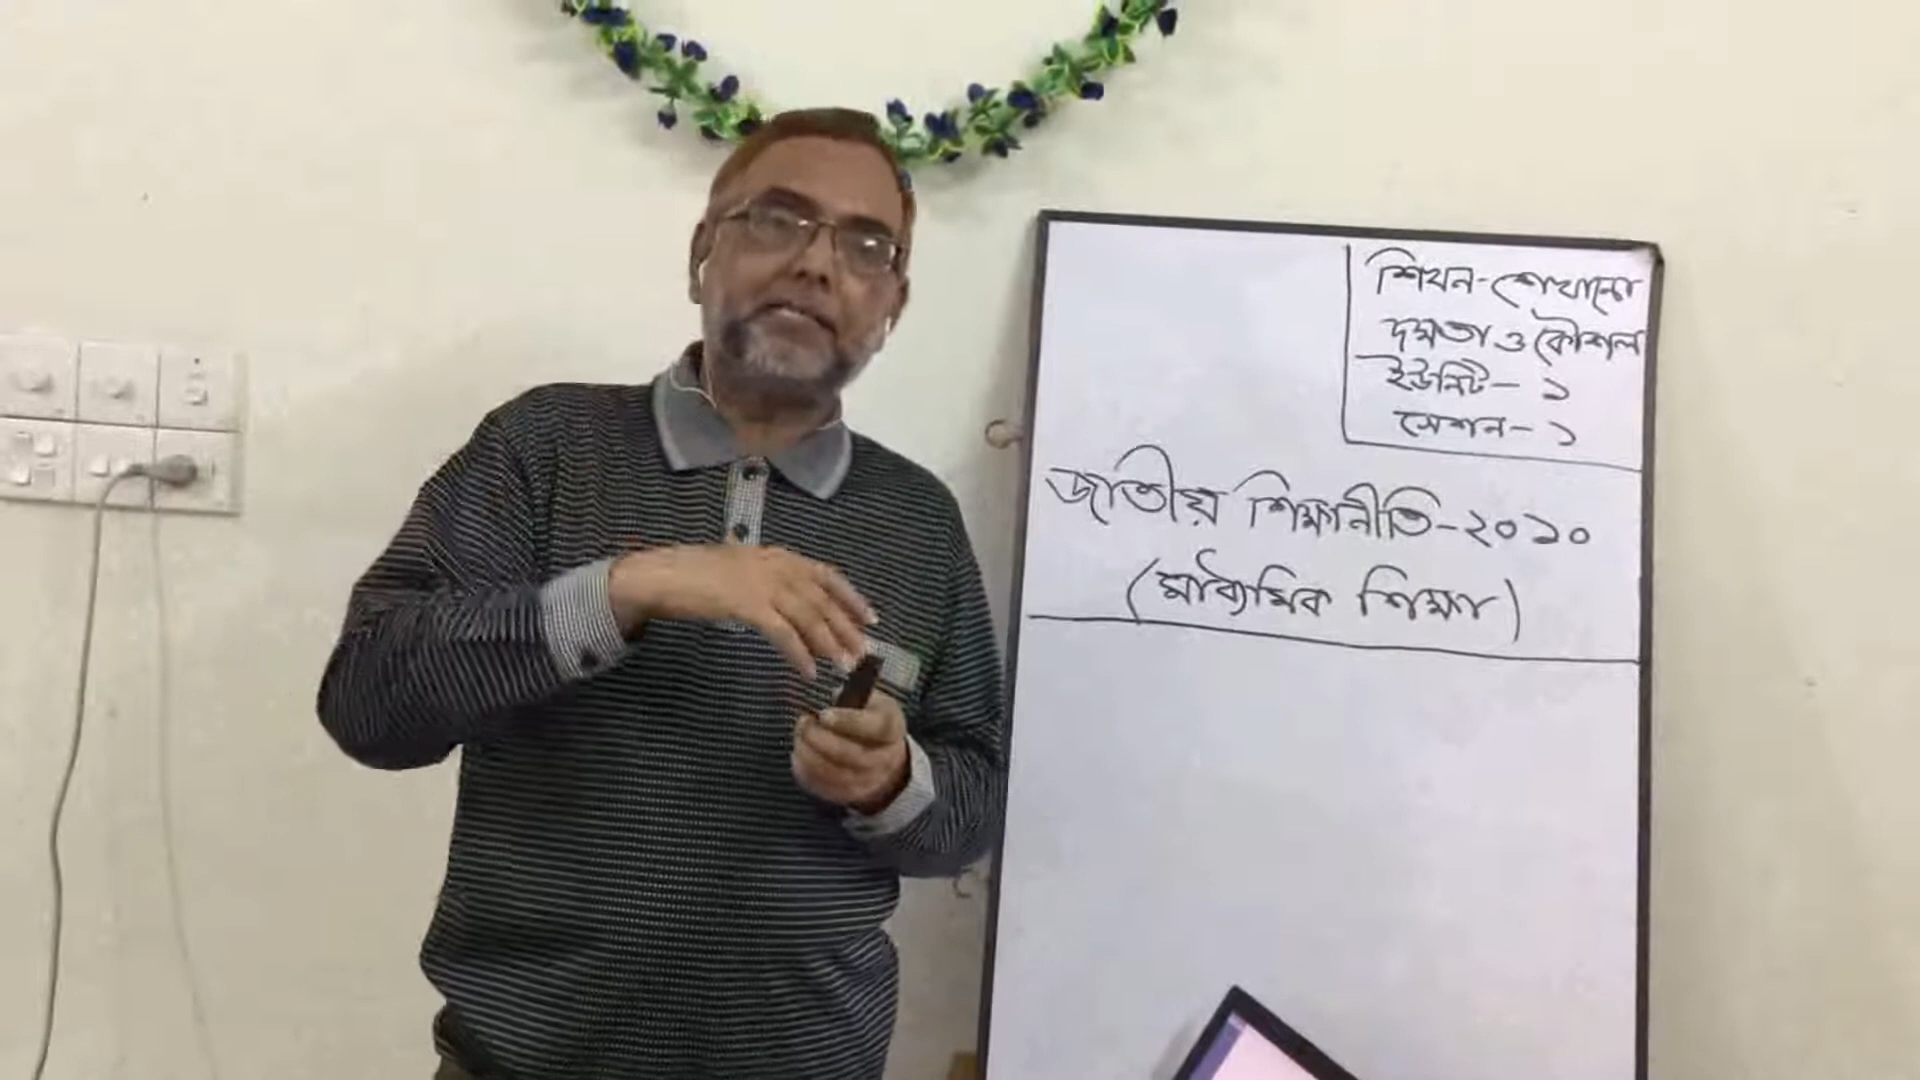 শিখন-শেখানো
দক্ষতা ও কৌশল
ইউনিট- ১
সেশন- ১
জাতীয় শিক্ষানীতি-২০১০
(মাধ্যমিক শিক্ষা)